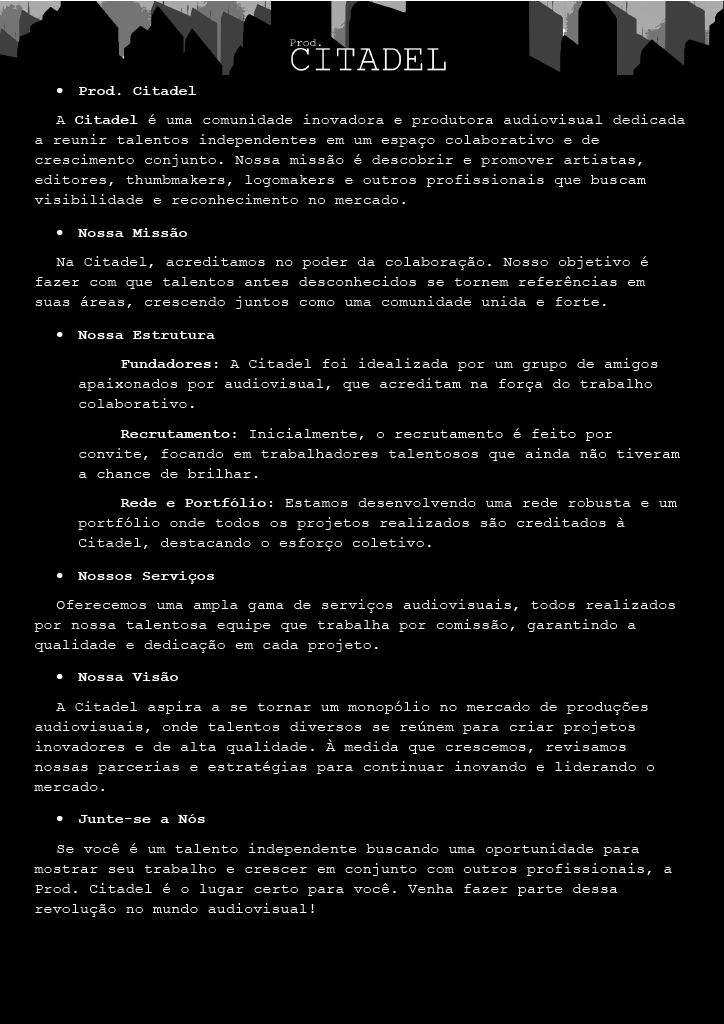 Prod.
CITADEL
• Prod. Citadel
A Citadel é uma comunidade inovadora e produtora audiovisual dedicada
a reunir talentos independentes em um espaço colaborativo e de
crescimento conjunto. Nossa missão é descobrir e promover artistas,
editores, thumbmakers, logomakers e outros profissionais que buscam
visibilidade e reconhecimento no mercado.
• Nossa Missão
Na Citadel, acreditamos no poder da colaboração. Nosso objetivo é
fazer com que talentos antes desconhecidos se tornem referências em
suas áreas, crescendo juntos como uma comunidade unida e forte.
• Nossa Estrutura
Fundadores: A Citadel foi idealizada por um grupo de amigos
apaixonados por audiovisual, que acreditam na força do trabalho
colaborativo.
Recrutamento: Inicialmente, o recrutamento é feito por
convite, focando em trabalhadores talentosos que ainda não tiveram
a chance de brilhar.
Rede e Portfólio: Estamos desenvolvendo uma rede robusta e um
portfólio onde todos os projetos realizados são creditados à
Citadel, destacando o esforço coletivo.
• Nossos Serviços
Oferecemos uma ampla gama de serviços audiovisuais, todos realizados
por nossa talentosa equipe que trabalha por comissão, garantindo a
qualidade e dedicação em cada projeto.
• Nossa Visão
A Citadel aspira a se tornar um monopólio no mercado de produções
audiovisuais, onde talentos diversos se reúnem para criar projetos
inovadores e de alta qualidade. À medida que crescemos, revisamos
nossas parcerias e estratégias para continuar inovando e liderando o
mercado.
• Junte-se a Nós
Se você é um talento independente buscando uma oportunidade para
mostrar seu trabalho e crescer em conjunto com outros profissionais, a
Prod. Citadel é o lugar certo para você. Venha fazer parte dessa
revolução no mundo audiovisual!